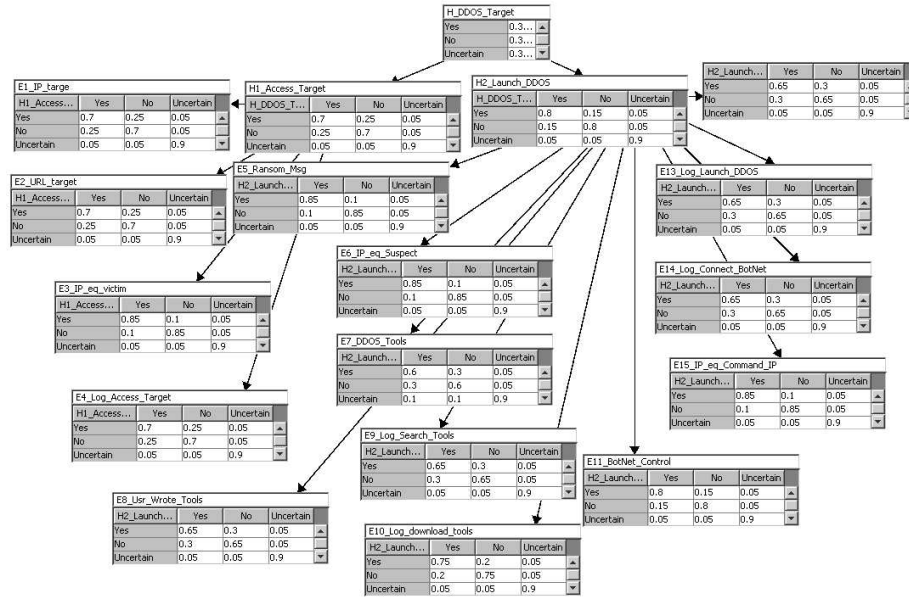 H_DDOS_Target
Yes 0.3...
No 0.3...
Uncertain 0.3...
E1_IP_targe
H1_Access... Yes No Uncertain
Yes 0.7 0.25 0.05
No 0.25 0.7 0.05
Uncertain 0.05 0.05 0.9
H1_Access_Target
H_DDOS_T... Yes No Uncertain
Yes 0.7 0.25 0.05
No 0.25 0.7 0.05
Uncertain 0.05 0.05 0.9
H2_Launch_DDOS
H_DDOS_T... Yes No Uncertain
Yes 0.8 0.15 0.05
No 0.15 0.8 0.05
Uncertain 0.05 0.05 0.9
H2_Launch... Yes No Uncertain
Yes 0.65 0.3 0.05
No 0.3 0.65 0.05
Uncertain 0.05 0.05 0.9
E2_URL_target
H1_Access... Yes No Uncertain
Yes 0.7 0.25 0.05
No 0.25 0.7 0.05
Uncertain 0.05 0.05 0.9
E5_Ransom_Msg
H2_Launch... Yes No Uncertain
Yes 0.85 0.1 0.05
No 0.1 0.85 0.05
Uncertain 0.05 0.05 0.9
E13_Log_Launch_DDOS
H2_Launch... Yes No Uncertain
Yes 0.65 0.3 0.05
No 0.3 0.65 0.05
Uncertain 0.05 0.05 0.9
E6_IP_eq_Suspect
H2_Launch... Yes No Uncertain
Yes 0.85 0.1 0.05
No 0.1 0.85 0.05
Uncertain 0.05 0.05 0.9
E14_Log_Connect_BotNet
H2_Launch... Yes No Uncertain
Yes 0.65 0.3 0.05
No 0.3 0.65 0.05
Uncertain 0.05 0.05 0.9
E3_IP_eq_victim
H1_Access... Yes No Uncertain
Yes 0.85 0.1 0.05
No 0.1 0.85 0.05
Uncertain 0.05 0.05 0.9
E7_DDOS_Tools
H2_Launch... Yes No Uncertain
Yes 0.6 0.3 0.05
No 0.3 0.6 0.05
Uncertain 0.1 0.1 0.9
E15_IP_eq_Command_IP
H2_Launch... Yes No Uncertain
Yes 0.85 0.1 0.05
No 0.1 0.85 0.05
Uncertain 0.05 0.05 0.9
E4_Log_Access_Target
H1_Access... Yes No Uncertain
Yes 0.7 0.25 0.05
No 0.25 0.7 0.05
Uncertain 0.05 0.05 0.9
E9_Log_Search_Tools
H2_Launch... Yes No Uncertain
Yes 0.65 0.3 0.05
No 0.3 0.65 0.05
Uncertain 0.05 0.05 0.9
E11_BotNet_Control
H2_Launch... Yes No Uncertain
Yes 0.8 0.15 0.05
No 0.15 0.8 0.05
Uncertain 0.05 0.05 0.9
E8_Usr_Wrote_Tools
H2_Launch... Yes No Uncertain
Yes 0.65 0.3 0.05
No 0.3 0.65 0.05
Uncertain 0.05 0.05 0.9
E10_Log_download_tools
H2_Launch... Yes No Uncertain
Yes 0.75 0.2 0.05
No 0.2 0.75 0.05
Uncertain 0.05 0.05 0.9